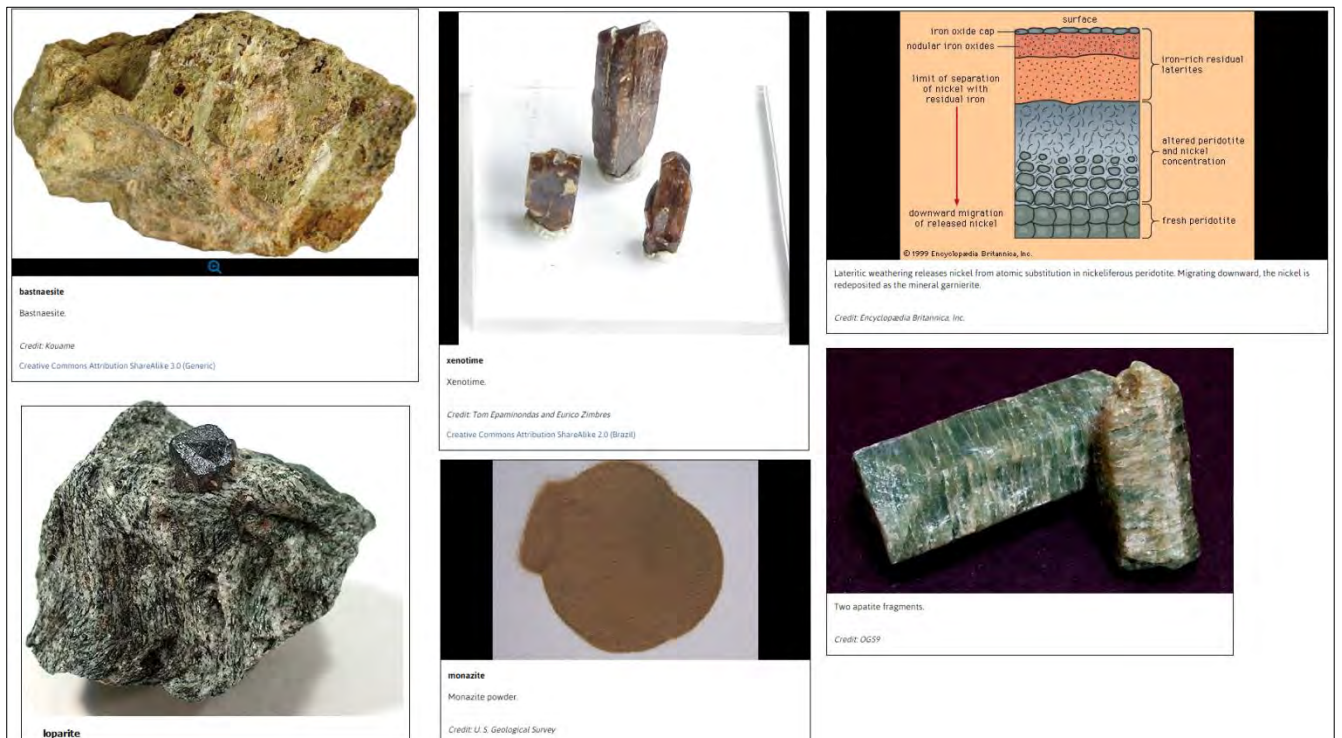 bastnaesite
Bastnaesite.
Credit: Kouame
Creative Commons Attribution ShareAlike 3.0 (Generic)
loparite
xenotime
Xenotime.
Credit: Tom Epaminondas and Eurico Zimbres
Creative Commons Attribution ShareAlike 2.0 (Brazil)
monazite
Monazite powder.
Credit: U. S. Geological Survey
surface
iron oxide cap
nodular iron oxides
limit of separation
of nickel with
residual iron
downward migration
of released nickel
iron-rich residual
laterites
altered peridotite
and nickel
concentration
fresh peridotite
© 1999 Encyclopædia Britannica, Inc.
Lateritic weathering releases nickel from atomic substitution in nickeliferous peridotite. Migrating downward, the nickel is
redeposited as the mineral garnierite.
Credit: Encyclopædia Britannica, Inc.
Two apatite fragments.
Credit: OG59